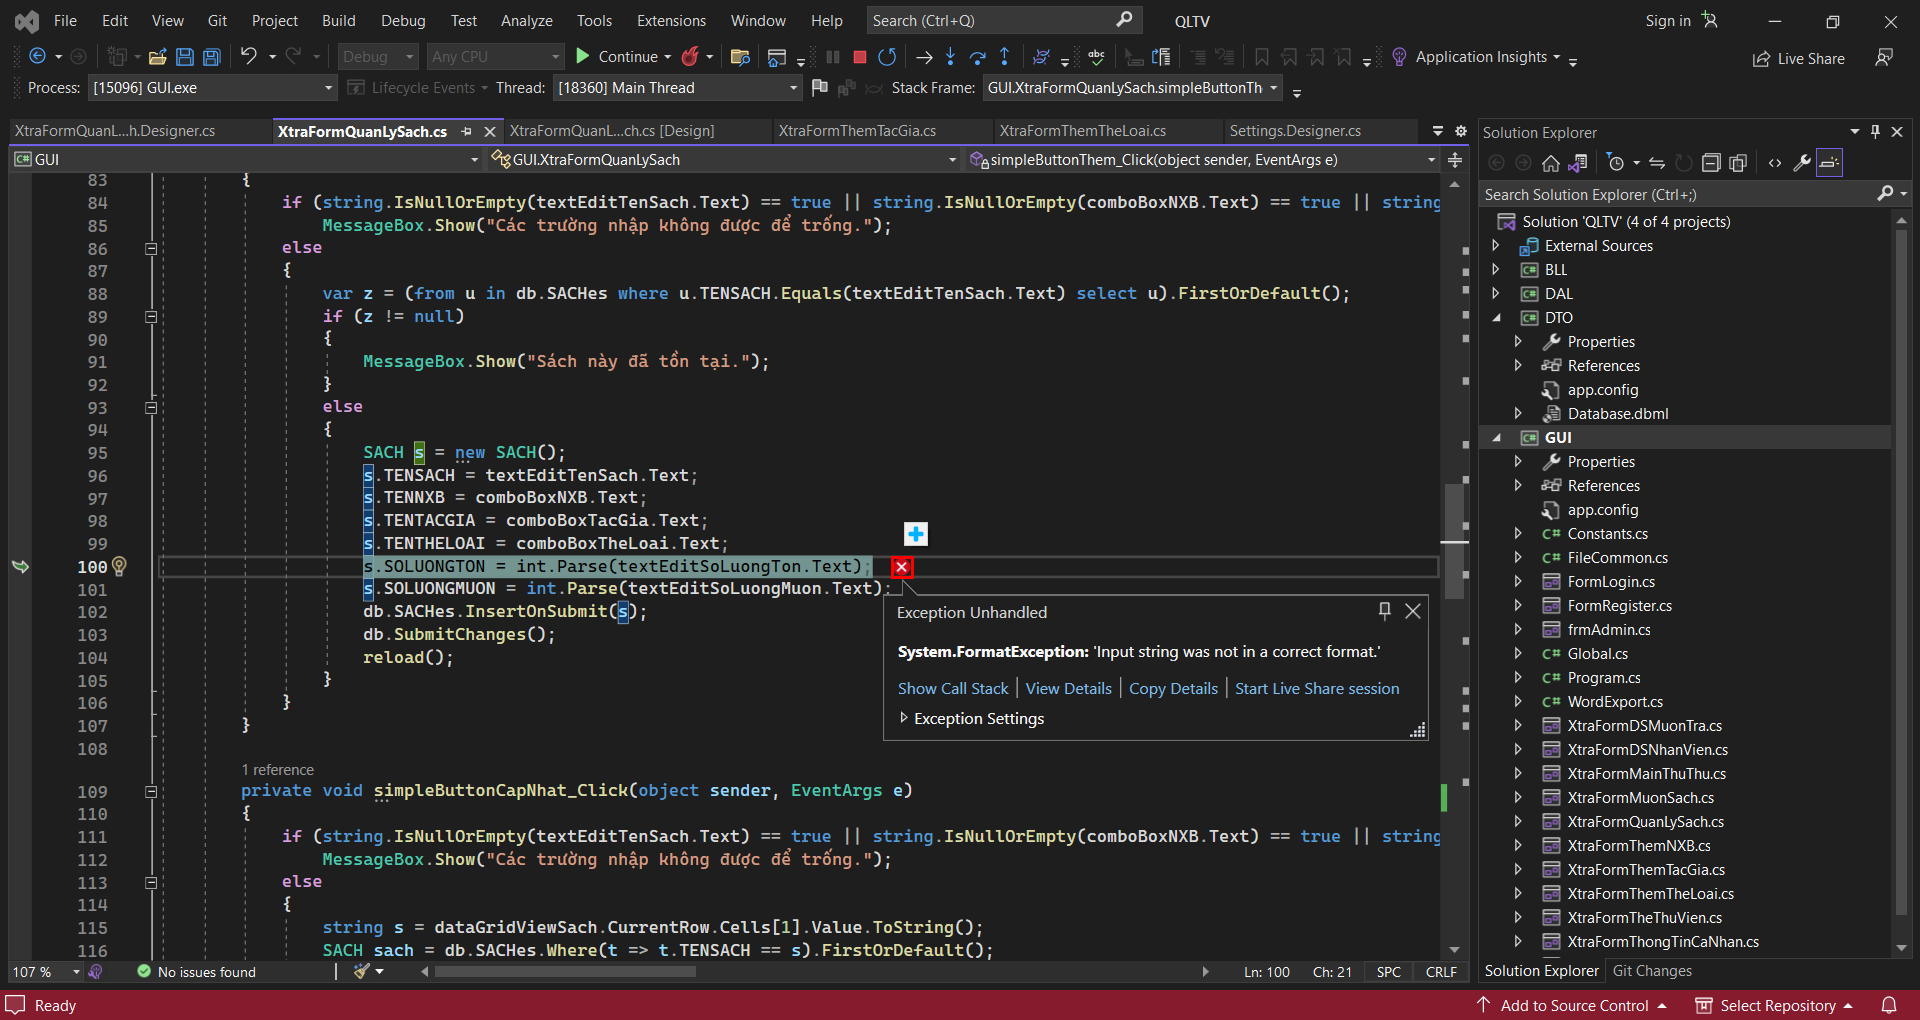 File Edit View Git Project Build Debug Test Analyze Tools Extensions Window Help Search (Ctrl+Q) QLTV Sign in
Debug Any CPU Continue Application Insights Live Share
Process: [15096] GUI.exe Lifecycle Events Thread: [18360] Main Thread Stack Frame: GUI.XtraFormQuanLySach.simpleButtonTh
XtraFormQuanL...h.Designer.cs XtraFormQuanLySach.cs XtraFormQuanL...ch.cs [Design] XtraFormThemTacGia.cs XtraFormThemTheLoai.cs Settings.Designer.cs
GUI GUI.XtraFormQuanLySach simpleButtonThem_Click(object sender, EventArgs e)
83 {
84 if (string.IsNullOrEmpty(textEditTenSach.Text) == true || string.IsNullOrEmpty(comboBoxNXB.Text) == true || string
85 MessageBox.Show("Các trường nhập không được để trống.");
86 else
87 {
88 var z = (from u in db.SACHes where u.TENSACH.Equals(textEditTenSach.Text) select u).FirstOrDefault();
89 if (z != null)
90 {
91 MessageBox.Show("Sách này đã tồn tại.");
92 }
93 else
94 {
95 SACH s = new SACH();
96 s.TENSACH = textEditTenSach.Text;
97 s.TENNXB = comboBoxNXB.Text;
98 s.TENTACGIA = comboBoxTacGia.Text;
99 s.TENTHELOAI = comboBoxTheLoai.Text;
100 s.SOLUONGTON = int.Parse(textEditSoLuongTon.Text);
101 s.SOLUONGMUON = int.Parse(textEditSoLuongMuon.Text);
102 db.SACHes.InsertOnSubmit(s);
103 db.SubmitChanges();
104 reload();
105 }
106 }
107 }
108
1 reference
109 private void simpleButtonCapNhat_Click(object sender, EventArgs e)
110 {
111 if (string.IsNullOrEmpty(textEditTenSach.Text) == true || string.IsNullOrEmpty(comboBoxNXB.Text) == true || string
112 MessageBox.Show("Các trường nhập không được để trống.");
113 else
114 {
115 string s = dataGridViewSach.CurrentRow.Cells[1].Value.ToString();
116 SACH sach = db.SACHes.Where(t => t.TENSACH == s).FirstOrDefault();
Exception Unhandled
System.FormatException: 'Input string was not in a correct format.'
Show Call Stack | View Details | Copy Details | Start Live Share session
Exception Settings
107 % No issues found Ln: 100 Ch: 21 SPC CRLF
Solution Explorer
Search Solution Explorer (Ctrl+;)
Solution 'QLTV' (4 of 4 projects)
External Sources
BLL
DAL
DTO
Properties
References
app.config
Database.dbml
GUI
Properties
References
app.config
Constants.cs
FileCommon.cs
FormLogin.cs
FormRegister.cs
frmAdmin.cs
Global.cs
Program.cs
WordExport.cs
XtraFormDSMuonTra.cs
XtraFormDSNhanVien.cs
XtraFormMainThuThu.cs
XtraFormMuonSach.cs
XtraFormQuanLySach.cs
XtraFormThemNXB.cs
XtraFormThemTacGia.cs
XtraFormThemTheLoai.cs
XtraFormTheThuVien.cs
XtraFormThongTinCaNhan.cs
Solution Explorer Git Changes
Ready Add to Source Control Select Repository